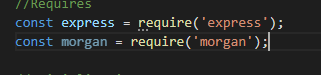 //Requires
const express = require('express');
const morgan = require('morgan');